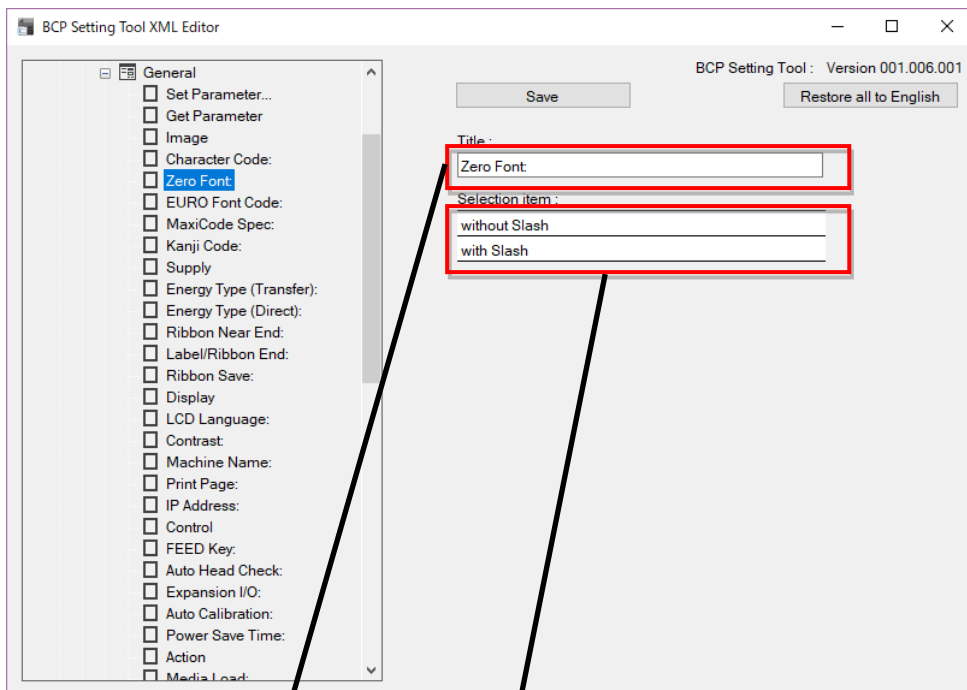 BCP Setting Tool XML Editor
BCP Setting Tool : Version 001.006.001
Save
Restore all to English
General
Set Parameter...
Get Parameter
Image
Character Code:
Zero Font:
EURO Font Code:
MaxiCode Spec:
Kanji Code:
Supply
Energy Type (Transfer):
Energy Type (Direct):
Ribbon Near End:
Label/Ribbon End:
Ribbon Save:
Display
LCD Language:
Contrast:
Machine Name:
Print Page:
IP Address:
Control
FEED Key:
Auto Head Check:
Expansion I/O:
Auto Calibration:
Power Save Time:
Action
Media Load:
Title :
Zero Font:
Selection item :
without Slash
with Slash